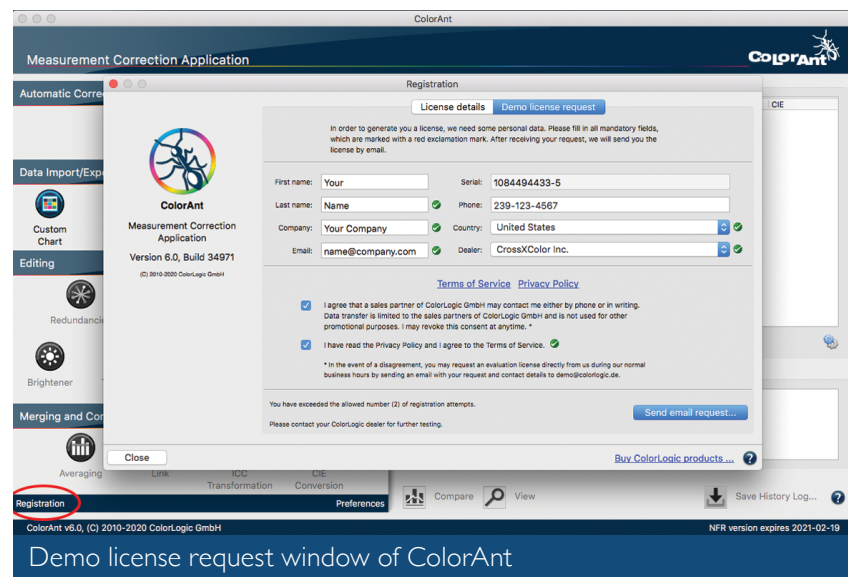 ColorAnt
Measurement Correction Application
ColorAnt
Automatic Corre
CIE
Data Import/Exp
Custom
Chart
Editing
Redundancie
Brightener
Merging and Co
Averaging
Link
ICC
Transformation
CIE
Conversion
Registration
Preferences
Compare
View
Save History Log...
?
ColorAnt v6.0, (C) 2010-2020 ColorLogic GmbH
NFR version expires 2021-02-19
Registration
License details
Demo license request
ColorAnt
Measurement Correction
Application
Version 6.0, Build 34971
(C) 2010-2020 ColorLogic GmbH
In order to generate you a license, we need some personal data. Please fill in all mandatory fields,
which are marked with a red exclamation mark. After receiving your request, we will send you the
license by email.
First name: Your
Serial: 1084494433-5
Last name: Name
Phone: 239-123-4567
Company: Your Company
Country: United States
Email: name@company.com
Dealer: CrossXColor Inc.
Terms of Service Privacy Policy
I agree that a sales partner of ColorLogic GmbH may contact me either by phone or in writing.
Data transfer is limited to the sales partners of ColorLogic GmbH and is not used for other
promotional purposes. I may revoke this consent at anytime. *
I have read the Privacy Policy and I agree to the Terms of Service.
* In the event of a disagreement, you may request an evaluation license directly from us during our normal
business hours by sending an email with your request and contact details to demo@colorlogic.de.
You have exceeded the allowed number (2) of registration attempts.
Please contact your ColorLogic dealer for further testing.
Send email request...
Close
Buy ColorLogic products ...
?
Demo license request window of ColorAnt